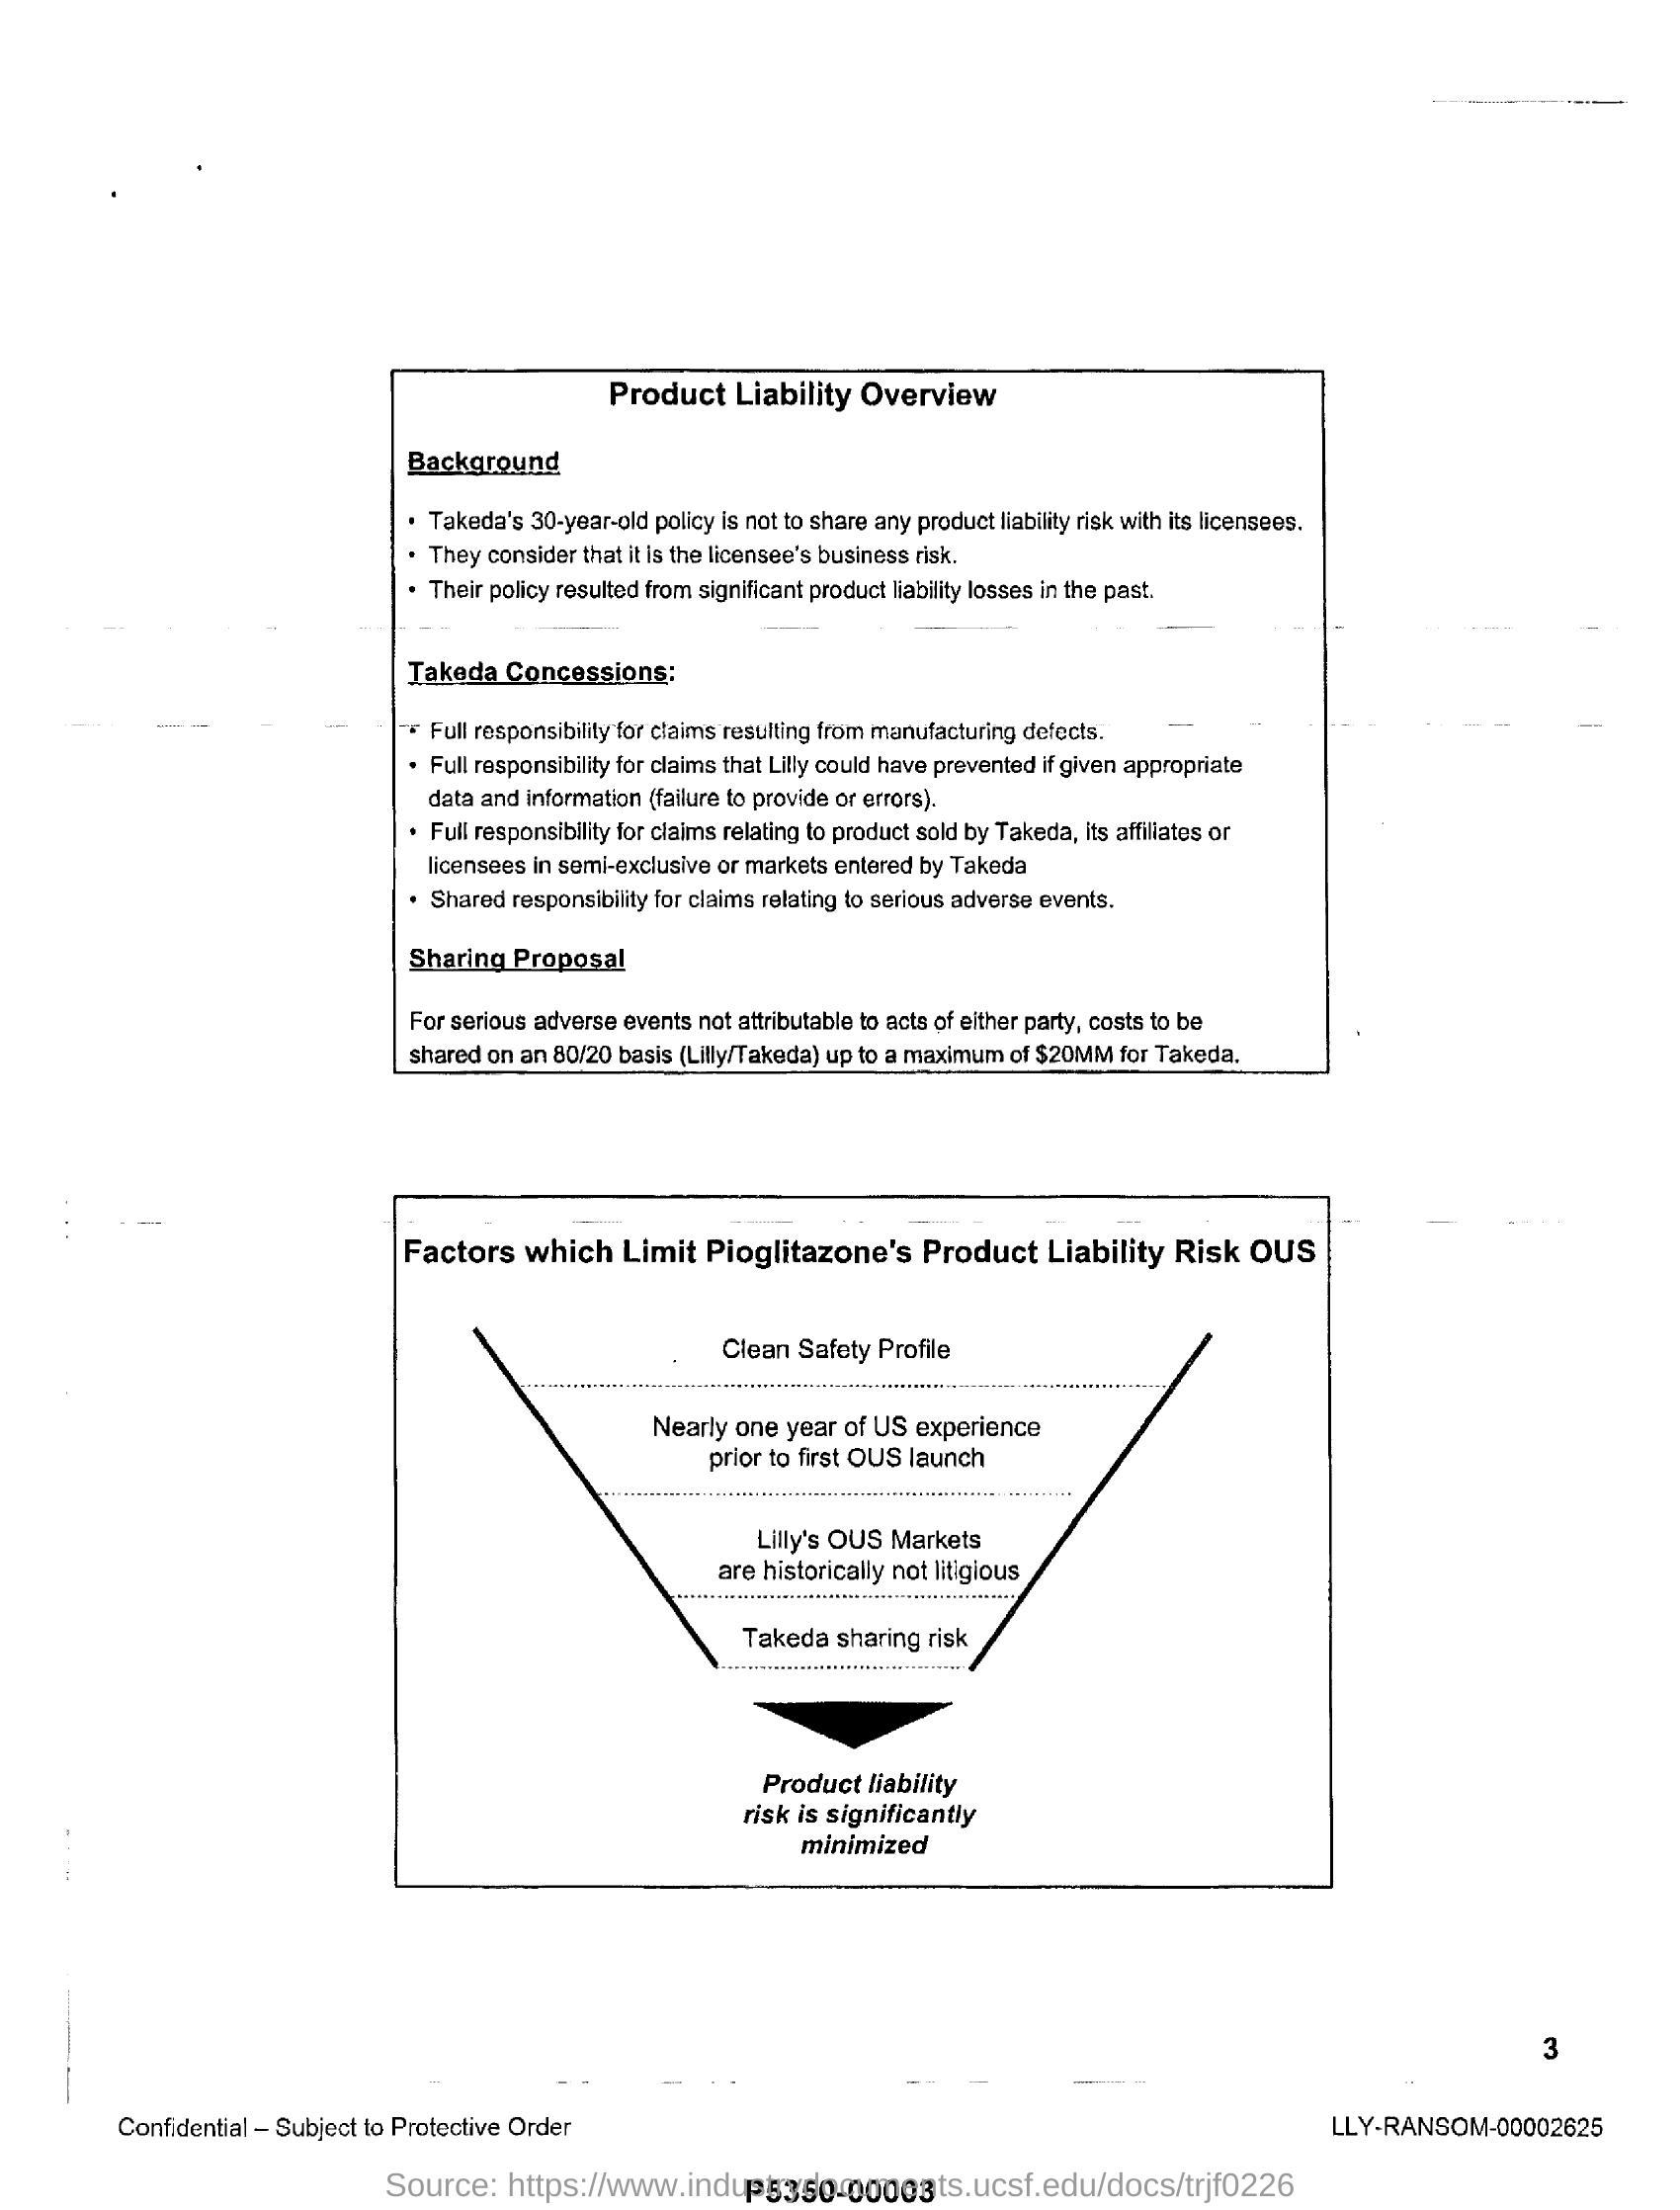 Product Liability Overview
Background
• Takeda's 30-year-old policy is not to share any product liability risk with its licensees.
• They consider that it is the licensee's business risk.
• Their policy resulted from significant product liability losses in the past.
Takeda Concessions:
• Full responsibility for claims resulting from manufacturing defects.
• Full responsibility for claims that Lilly could have prevented if given appropriate
data and information (failure to provide or errors).
• Full responsibility for claims relating to product sold by Takeda, its affiliates or
licensees in semi-exclusive or markets entered by Takeda
• Shared responsibility for claims relating to serious adverse events.
Sharing Proposal
For serious adverse events not attributable to acts of either party, costs to be
shared on an 80/20 basis (Lilly/Takeda) up to a maximum of $20MM for Takeda.
Factors which Limit Pioglitazone's Product Liability Risk OUS
Clean Safety Profile
Nearly one year of US experience
prior to first OUS launch
Lilly's OUS Markets
are historically not litigious
Takeda sharing risk
Product liability
risk is significantly
minimized
3
Confidential – Subject to Protective Order
LLY-RANSOM-00002625
Source: https://www.industrydocuments.ucsf.edu/docs/trjf0226
P5350-00003